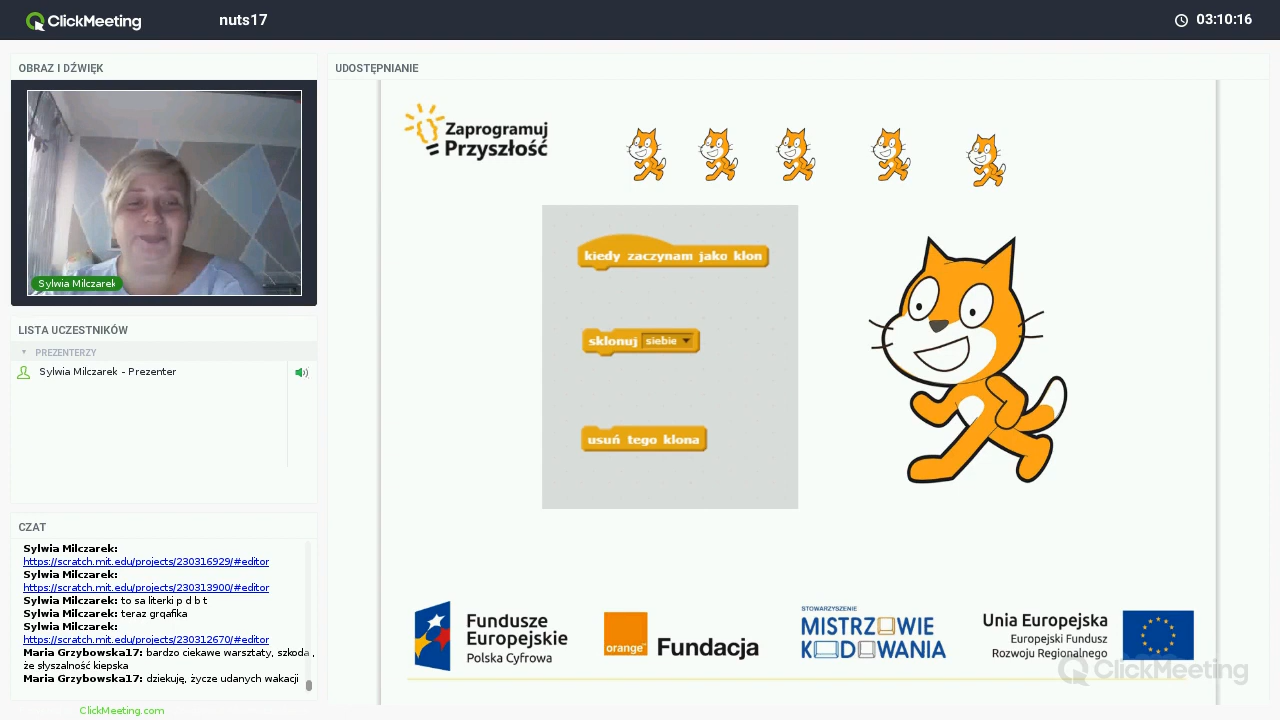 ClickMeeting
nuts17
03:10:16
OBRAZ I DŹWIĘK
UDOSTĘPNIANIE
Sylwia Milczarek
LISTA UCZESTNIKÓW
PREZENTERZY
Sylwia Milczarek - Prezenter
CZAT
Sylwia Milczarek:
https://scratch.mit.edu/projects/230316929/#editor
Sylwia Milczarek:
https://scratch.mit.edu/projects/230313900/#editor
Sylwia Milczarek: to sa literki p d b t
Sylwia Milczarek: teraz grqafika
Sylwia Milczarek:
https://scratch.mit.edu/projects/230312670/#editor
Maria Grzybowska17: bardzo ciekawe warsztaty, szkoda ,
że słyszalność kiepska
Maria Grzybowska17: dziekuję, życze udanych wakacji
ClickMeeting.com
Zaprogramuj
Przyszłość
kiedy zaczynam jako klon
sklonuj siebie
usuń tego klona
Fundusze
Europejskie
Polska Cyfrowa
orange
Fundacja
STOWARZYSZENIE
MISTRZOWIE
KODOWANIA
Unia Europejska
Europejski Fundusz
Rozwoju Regionalnego
ClickMeeting